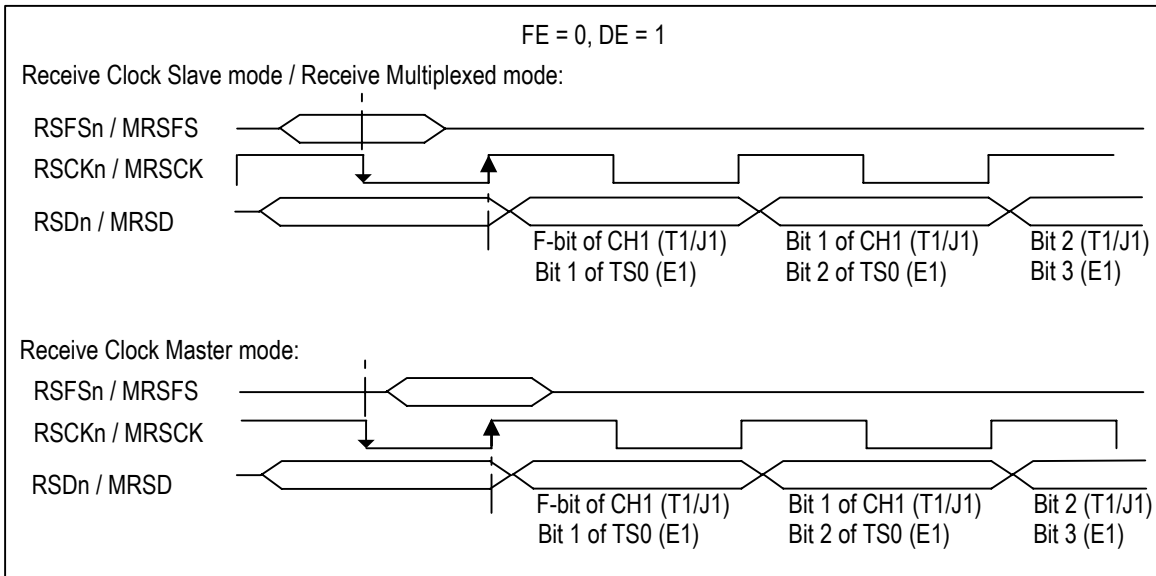 FE = 0, DE = 1
Receive Clock Slave mode / Receive Multiplexed mode:
RSFSn / MRSFS
RSCKn / MRSCK
RSDn / MRSD
F-bit of CH1 (T1/J1) Bit 1 of CH1 (T1/J1) Bit 2 (T1/J1)
Bit 1 of TS0 (E1) Bit 2 of TS0 (E1) Bit 3 (E1)
Receive Clock Master mode:
RSFSn / MRSFS
RSCKn / MRSCK
RSDn / MRSD
F-bit of CH1 (T1/J1) Bit 1 of CH1 (T1/J1) Bit 2 (T1/J1)
Bit 1 of TS0 (E1) Bit 2 of TS0 (E1) Bit 3 (E1)